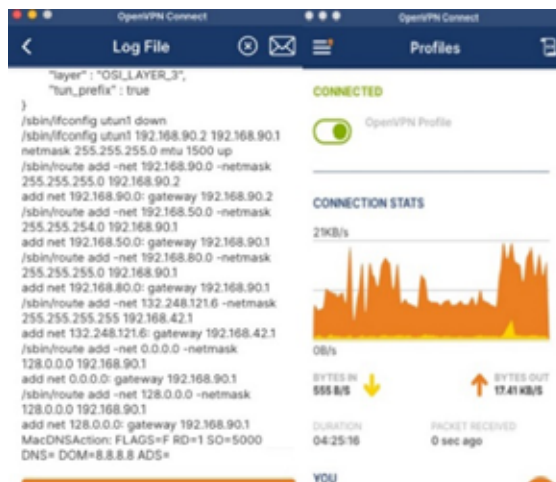 OpenVPN Connect
Log File
"layer" : "OSI_LAYER_3",
"tun_prefix" : true
}
/sbin/ifconfig utun1 down
/sbin/ifconfig utun1 192.168.90.2 192.168.90.1
netmask 255.255.255.0 mtu 1500 up
/sbin/route add -net 192.168.90.0 -netmask
255.255.255.0 192.168.90.2
add net 192.168.90.0: gateway 192.168.90.2
/sbin/route add -net 192.168.50.0 -netmask
255.255.254.0 192.168.90.1
add net 192.168.50.0: gateway 192.168.90.1
/sbin/route add -net 192.168.80.0 -netmask
255.255.255.0 192.168.90.1
add net 192.168.80.0: gateway 192.168.90.1
/sbin/route add -net 132.248.121.6 -netmask
255.255.255.255 192.168.42.1
add net 132.248.121.6: gateway 192.168.42.1
/sbin/route add -net 0.0.0.0 -netmask
128.0.0.0 192.168.90.1
add net 0.0.0.0: gateway 192.168.90.1
/sbin/route add -net 128.0.0.0 -netmask
128.0.0.0 192.168.90.1
add net 128.0.0.0: gateway 192.168.90.1
MacDNSAction: FLAGS=F RD=1 SO=5000
DNS= DOM=8.8.8.8 ADS=
OpenVPN Connect
Profiles
CONNECTED
OpenVPN Profile
CONNECTION STATS
21KB/s
0B/s
BYTES IN
555 B/S
BYTES OUT
17.41 KB/S
DURATION
04:25:16
PACKET RECEIVED
0 sec ago
YOU